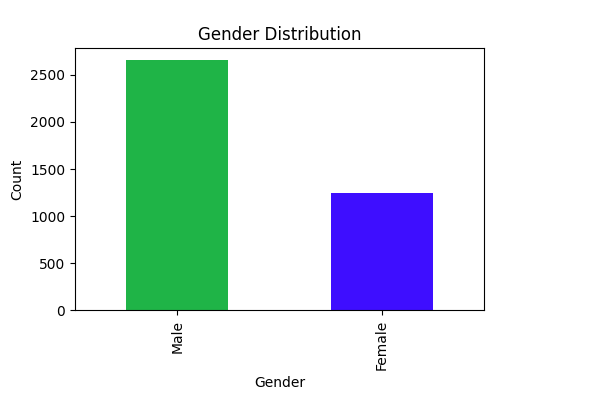 Gender Distribution
2500
2000
1500
1000
500
0
Count
Male
Female
Gender